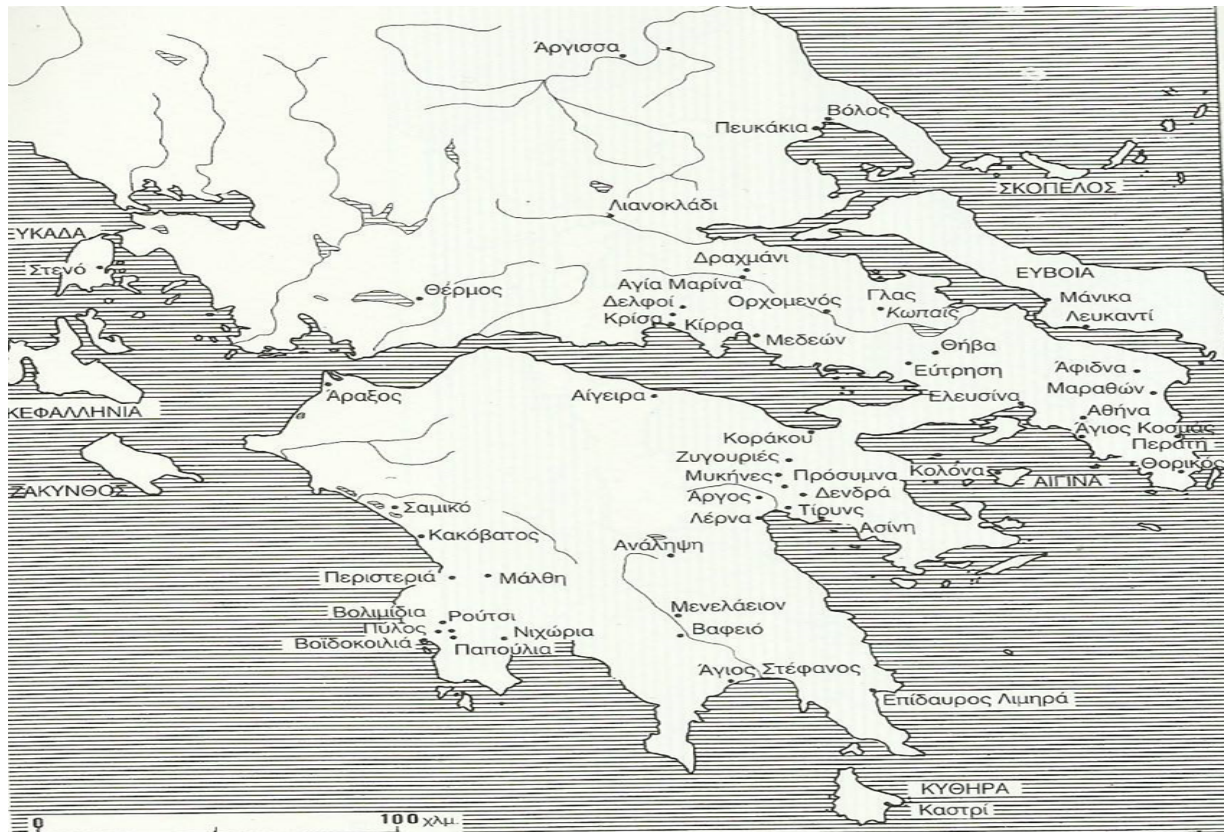 Άργισσα
Βόλος
Πευκάκια
ΣΚΟΠΕΛΟΣ
Λιανοκλάδι
ΕΥΚΑΔΑ
Στενό
Δραχμάνι
ΕΥΒΟΙΑ
Αγία Μαρίνα
Θέρμος
Δελφοί
Ορχομενός
Γλας
Μάνικα
Κρίσα
Κίρρα
Κωπαΐς
Λευκαντί
Μεδεών
Θήβα
Εύτρηση
Άφιδνα
Άραξος
Αίγειρα
Ελευσίνα
Μαραθών
ΚΕΦΑΛΛΗΝΙΑ
Αθήνα
Κοράκου
Άγιος Κοσμάς
Περατή
Ζυγουριές
Θορικός
Μυκήνες
Πρόσυμνα
Κολόνα
ΑΙΓΙΝΑ
ΖΑΚΥΝΘΟΣ
Άργος
Δενδρά
Σαμικό
Τίρυνς
Λέρνα
Ασίνη
Κακόβατος
Ανάληψη
Περιστεριά
Μάλθη
Βολιμίδια
Ρούτσι
Μενελάειον
Πύλος
Νιχώρια
Βαφειό
Βοϊδοκοιλιά
Παπούλια
Άγιος Στέφανος
Επίδαυρος Λιμηρά
ΚΥΘΗΡΑ
Καστρί
0 100 χλμ.